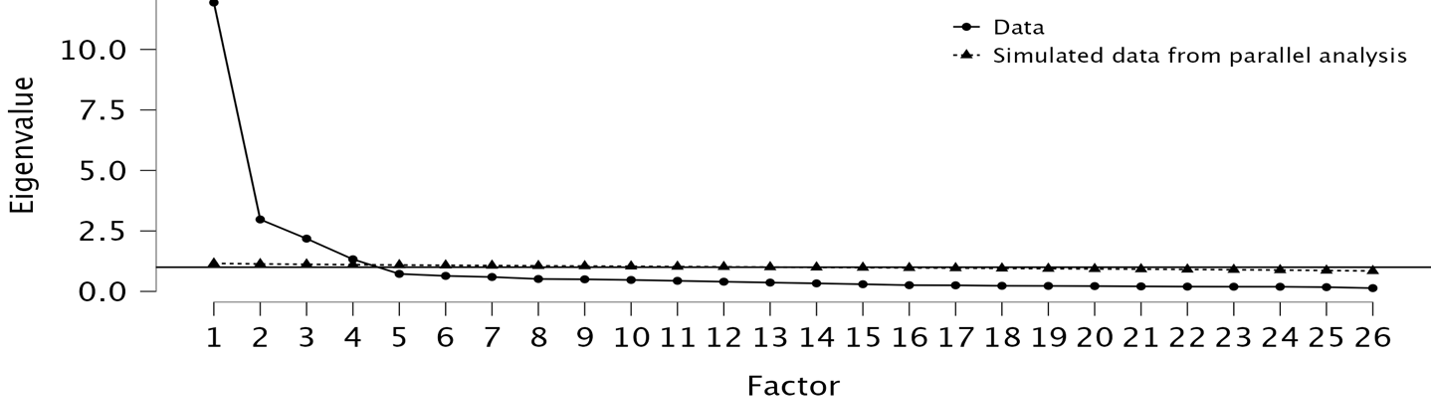 Data
Simulated data from parallel analysis
10.0
7.5
5.0
2.5
0.0
Eigenvalue
1 2 3 4 5 6 7 8 9 10 11 12 13 14 15 16 17 18 19 20 21 22 23 24 25 26
Factor